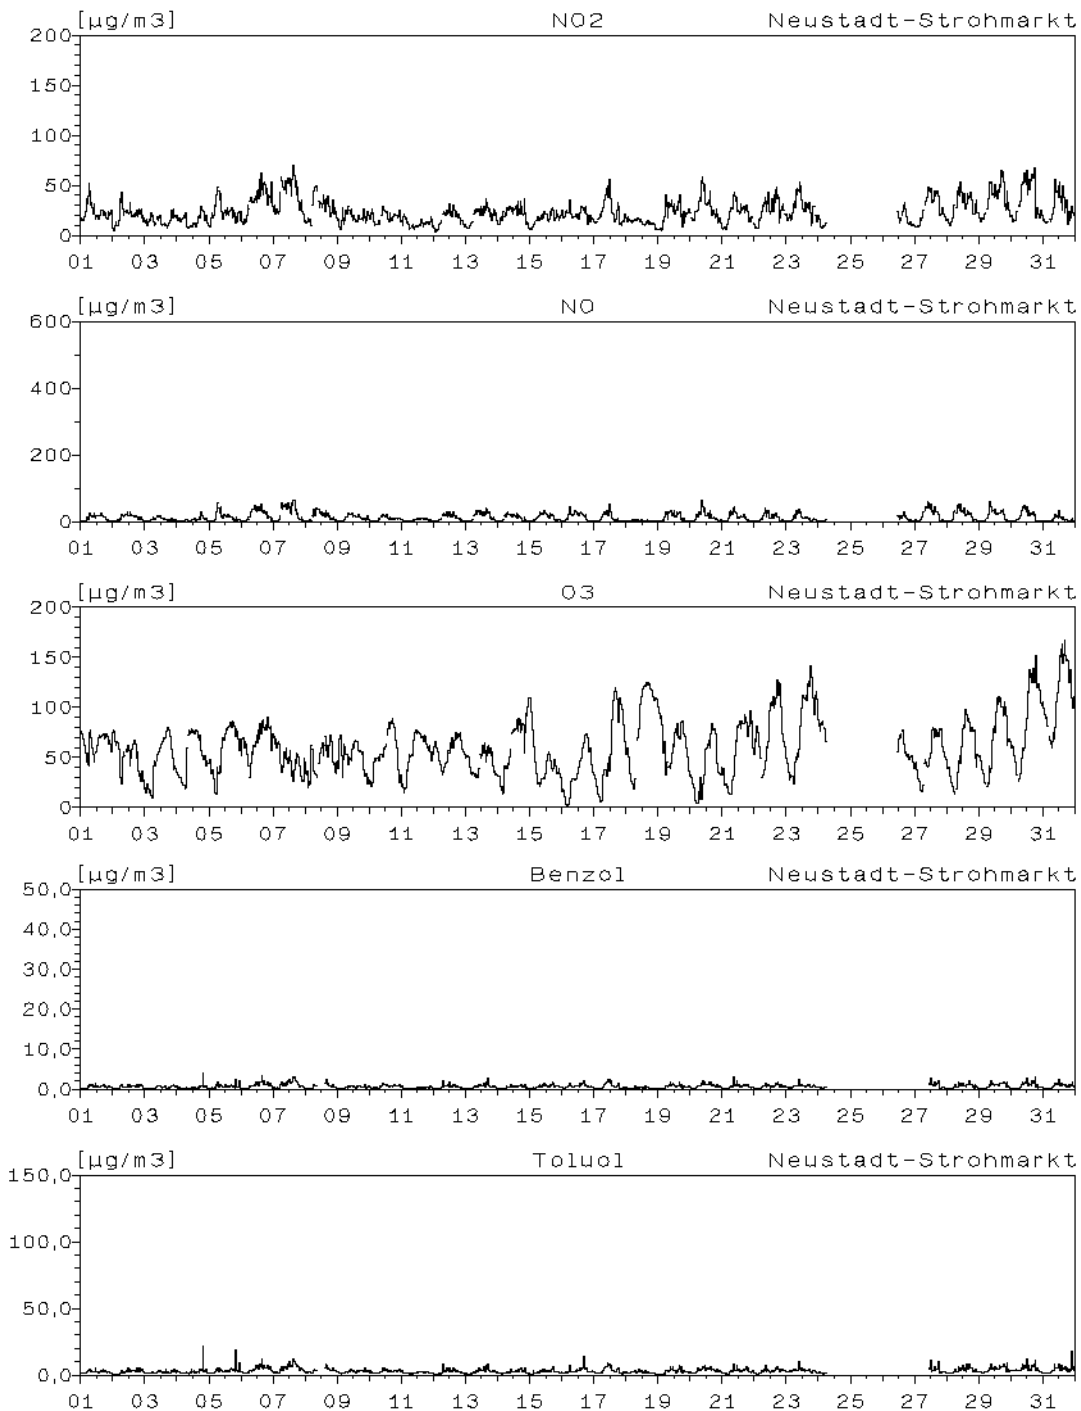 [µg/m3] NO2 Neustadt-Strohmarkt
200
150
100
50
0
01 03 05 07 09 11 13 15 17 19 21 23 25 27 29 31
[µg/m3] NO Neustadt-Strohmarkt
600
400
200
0
01 03 05 07 09 11 13 15 17 19 21 23 25 27 29 31
[µg/m3] O3 Neustadt-Strohmarkt
200
150
100
50
0
01 03 05 07 09 11 13 15 17 19 21 23 25 27 29 31
[µg/m3] Benzol Neustadt-Strohmarkt
50,0
40,0
30,0
20,0
10,0
0,0
01 03 05 07 09 11 13 15 17 19 21 23 25 27 29 31
[µg/m3] Toluol Neustadt-Strohmarkt
150,0
100,0
50,0
0,0
01 03 05 07 09 11 13 15 17 19 21 23 25 27 29 31